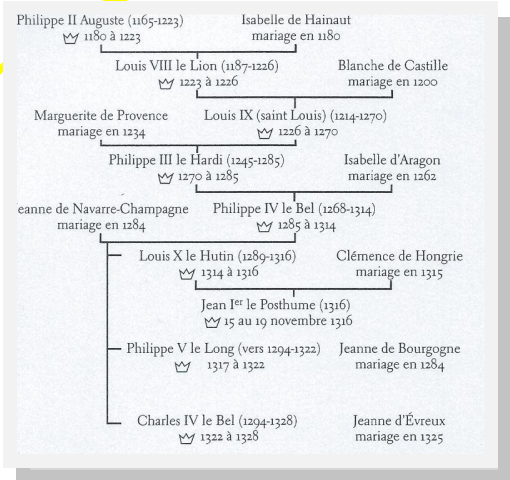 Philippe II Auguste (1165-1223)
1180 à 1223
Isabelle de Hainaut
mariage en 1180
Louis VIII le Lion (1187-1226)
1223 à 1226
Blanche de Castille
mariage en 1200
Marguerite de Provence
mariage en 1234
Louis IX (saint Louis) (1214-1270)
1226 à 1270
Philippe III le Hardi (1245-1285)
1270 à 1285
Isabelle d'Aragon
mariage en 1262
eanne de Navarre-Champagne
mariage en 1284
Philippe IV le Bel (1268-1314)
1285 à 1314
Louis X le Hutin (1289-1316)
1314 à 1316
Clémence de Hongrie
mariage en 1315
Jean Ier le Posthume (1316)
15 au 19 novembre 1316
Philippe V le Long (vers 1294-1322)
1317 à 1322
Jeanne de Bourgogne
mariage en 1284
Charles IV le Bel (1294-1328)
1322 à 1328
Jeanne d'Évreux
mariage en 1325